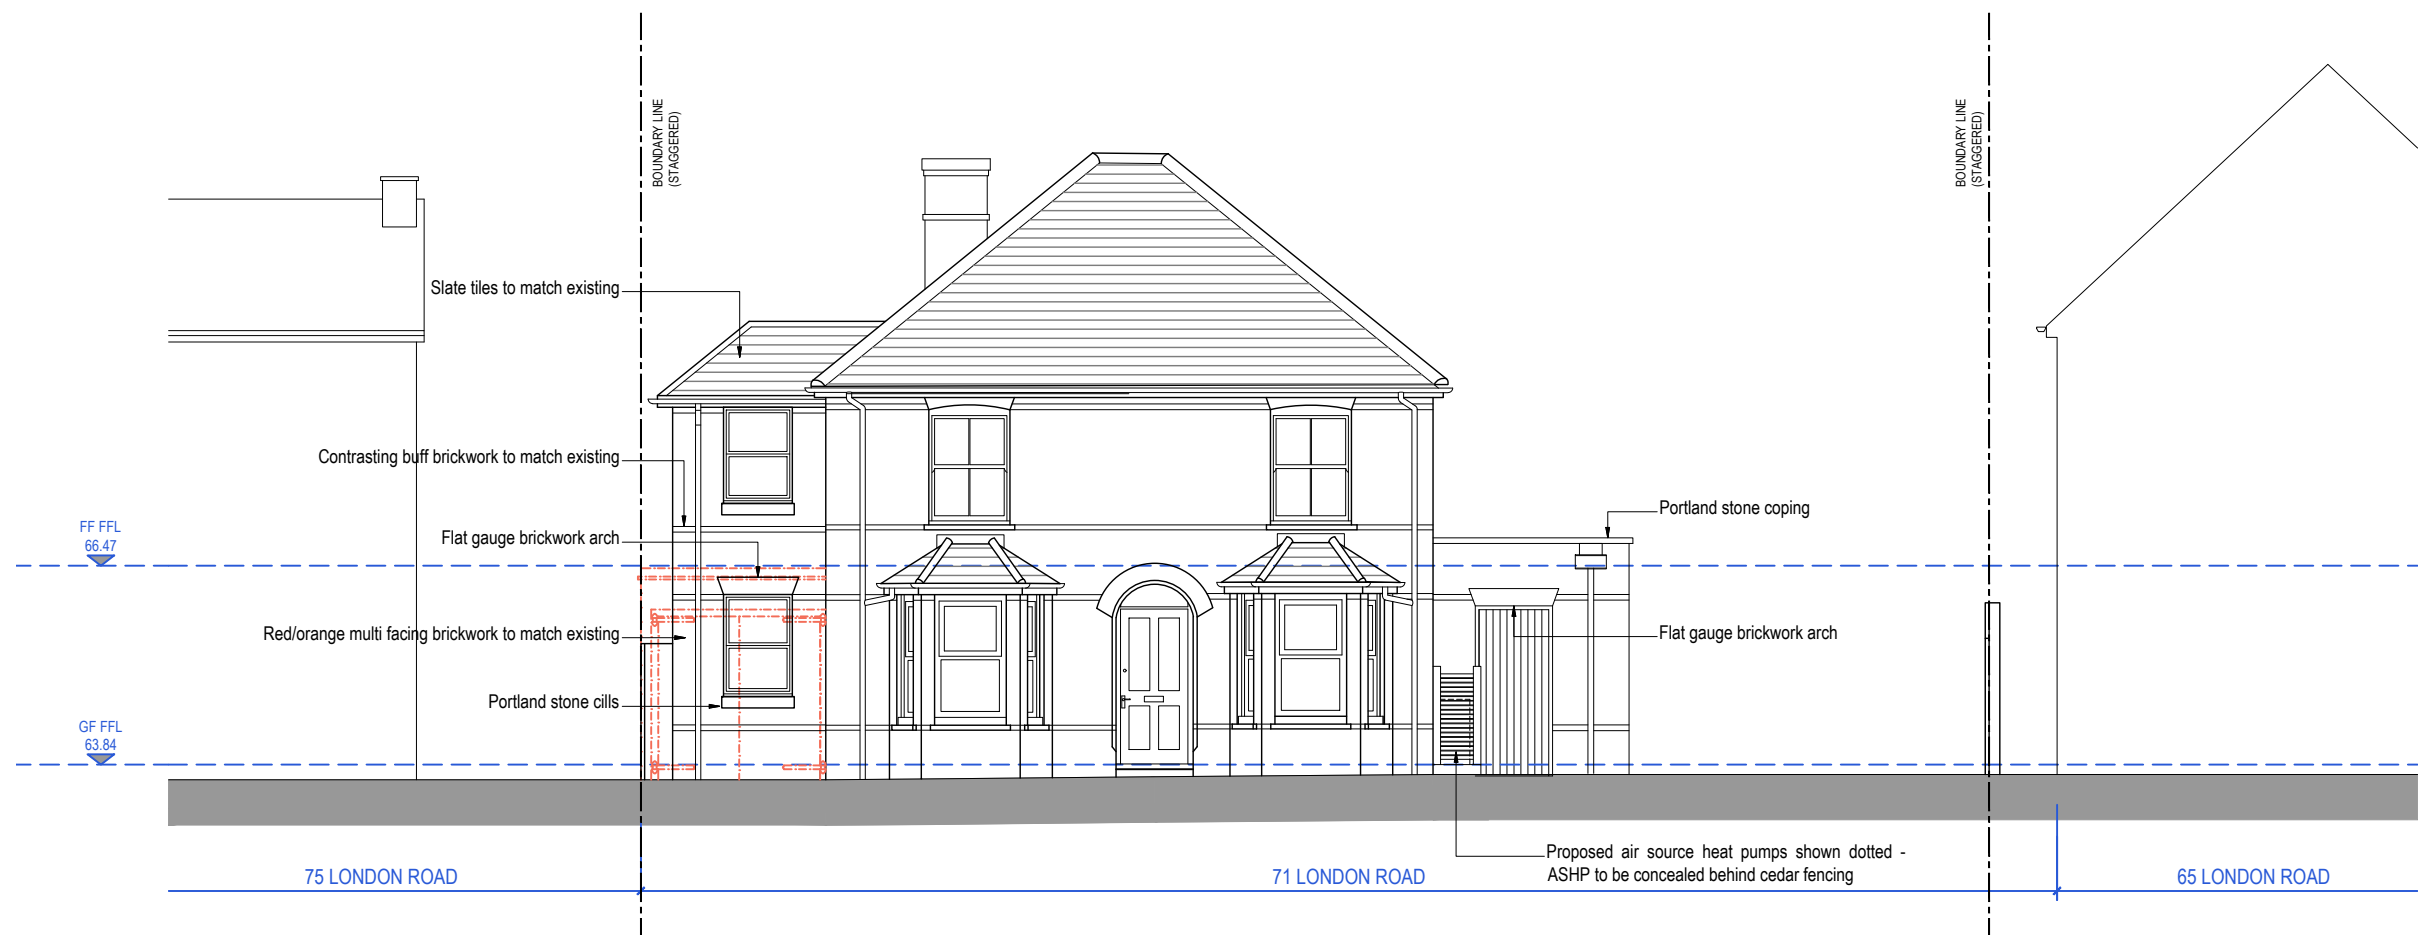 BOUNDARY LINE
(STAGGERED)
BOUNDARY LINE
(STAGGERED)
Slate tiles to match existing
Contrasting buff brickwork to match existing
Portland stone coping
FF FFL
66.47
Flat gauge brickwork arch
Red/orange multi facing brickwork to match existing
Flat gauge brickwork arch
Portland stone cills
GF FFL
63.84
Proposed air source heat pumps shown dotted -
ASHP to be concealed behind cedar fencing
75 LONDON ROAD
71 LONDON ROAD
65 LONDON ROAD